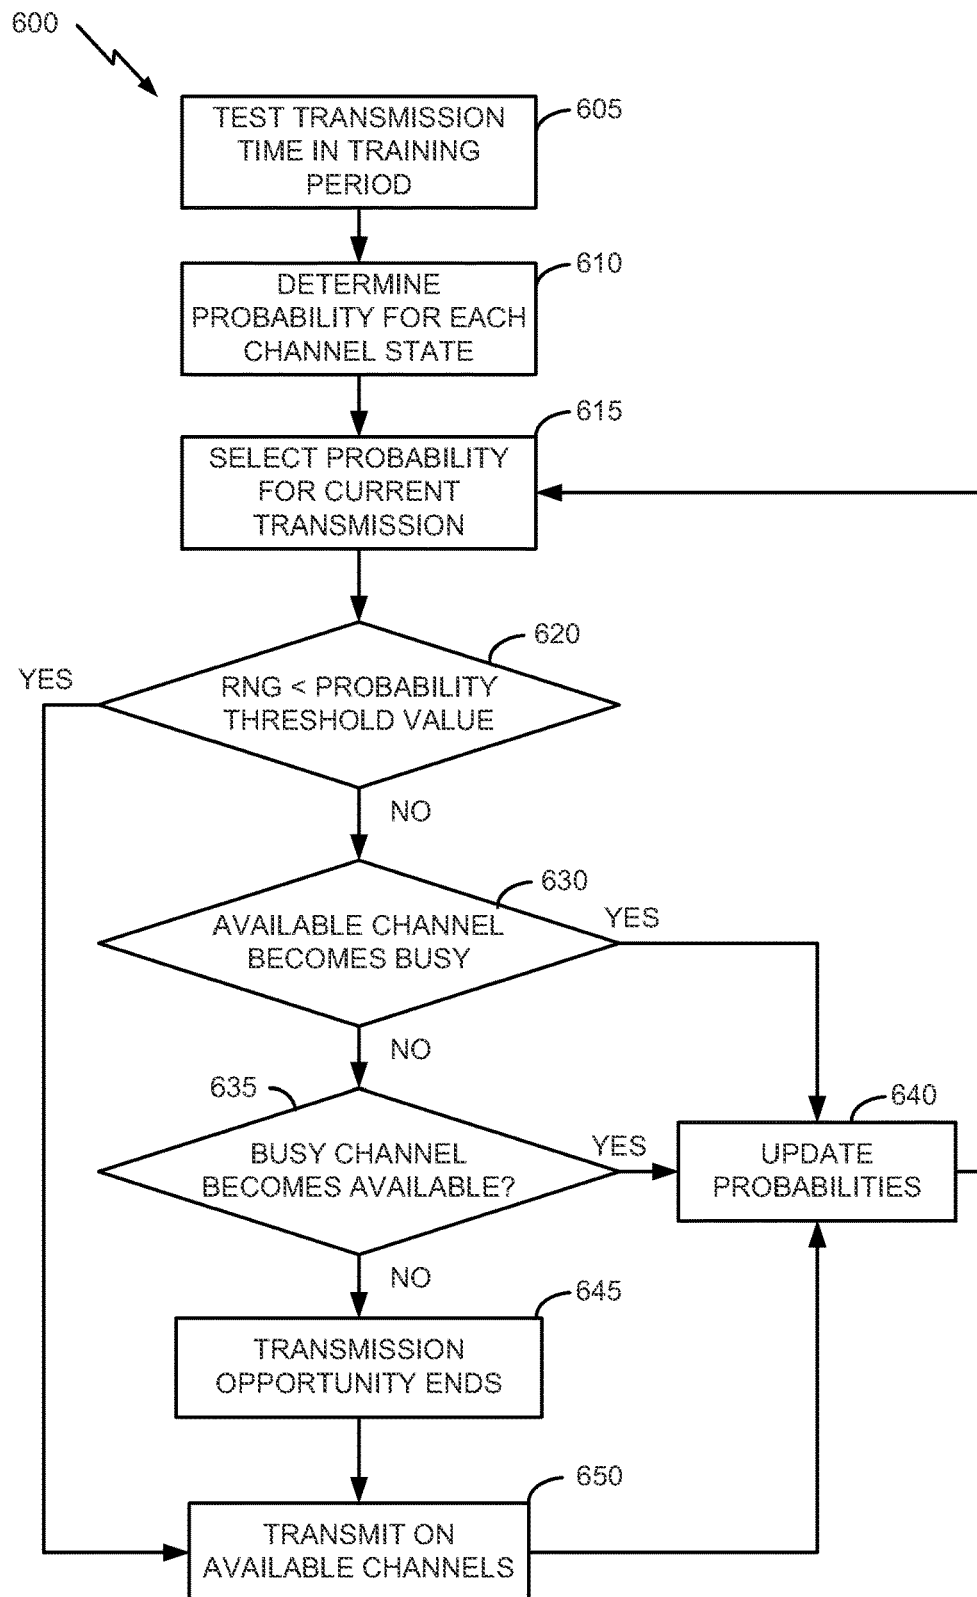 600
TEST TRANSMISSION
TIME IN TRAINING
PERIOD
605
DETERMINE
PROBABILITY FOR EACH
CHANNEL STATE
610
SELECT PROBABILITY
FOR CURRENT
TRANSMISSION
615
RNG < PROBABILITY
THRESHOLD VALUE
620
YES
NO
AVAILABLE CHANNEL
BECOMES BUSY
630
YES
NO
BUSY CHANNEL
BECOMES AVAILABLE?
635
YES
UPDATE
PROBABILITIES
640
NO
TRANSMISSION
OPPORTUNITY ENDS
645
TRANSMIT ON
AVAILABLE CHANNELS
650